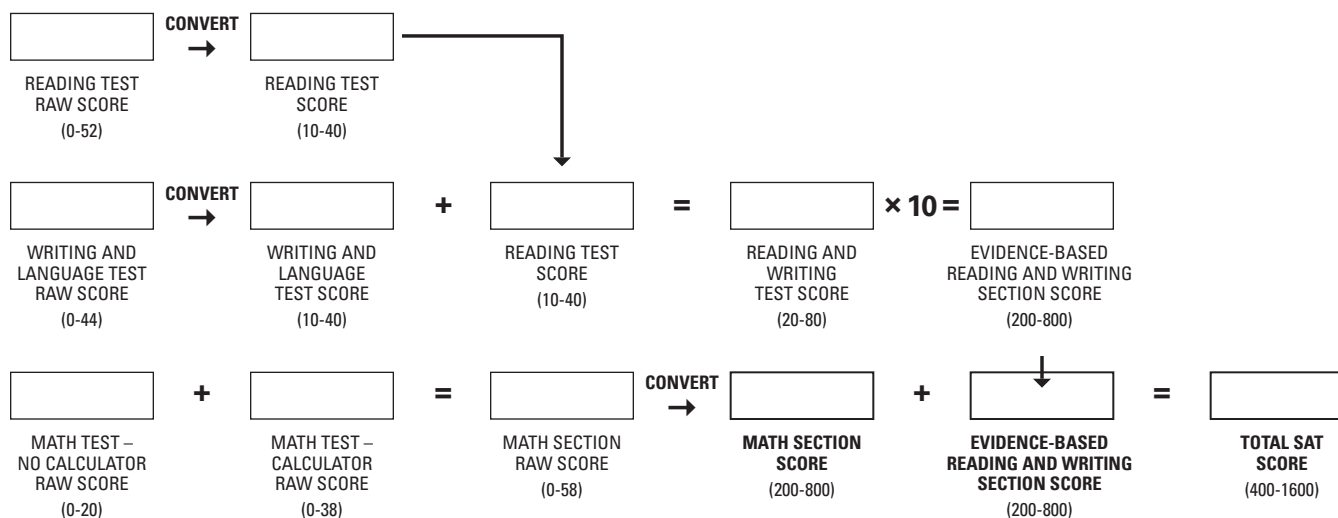 CONVERT
→
READING TEST
RAW SCORE
(0-52)
READING TEST
SCORE
(10-40)
CONVERT
→
+
=
× 10 =
WRITING AND
LANGUAGE TEST
RAW SCORE
(0-44)
WRITING AND
LANGUAGE
TEST SCORE
(10-40)
READING TEST
SCORE
(10-40)
READING AND
WRITING
TEST SCORE
(20-80)
EVIDENCE-BASED
READING AND WRITING
SECTION SCORE
(200-800)
+
=
CONVERT
→
+
=
MATH TEST –
NO CALCULATOR
RAW SCORE
(0-20)
MATH TEST –
CALCULATOR
RAW SCORE
(0-38)
MATH SECTION
RAW SCORE
(0-58)
MATH SECTION
SCORE
(200-800)
EVIDENCE-BASED
READING AND WRITING
SECTION SCORE
(200-800)
TOTAL SAT
SCORE
(400-1600)